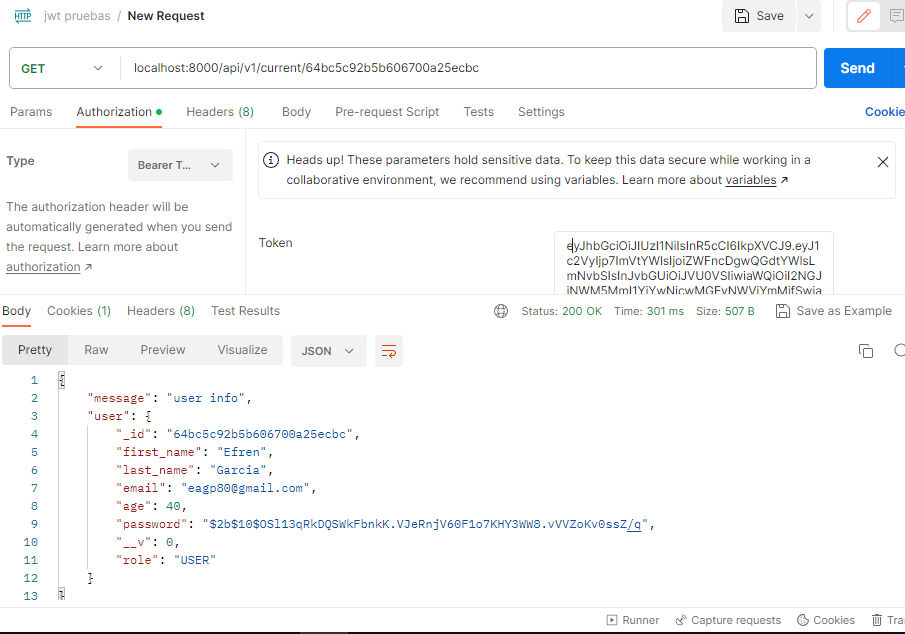 HTTP jwt pruebas / New Request
Save
GET localhost:8000/api/v1/current/64bc5c92b5b606700a25ecbc Send
Params Authorization Headers (8) Body Pre-request Script Tests Settings Cookie
Type Bearer T...
Heads up! These parameters hold sensitive data. To keep this data secure while working in a
collaborative environment, we recommend using variables. Learn more about variables ↗
The authorization header will be
automatically generated when you send
the request. Learn more about
authorization ↗
Token
eyJhbGciOiJIUzI1NiIsInR5cCI6IkpXVCJ9.eyJ1
c2VyIjp7ImVtYWlsIjoiZWFncDgwQGdtYWlsL
mNvbSIsInJvbGUiOiJVU0VSIiwiaWQiOiI2NGJ
Body Cookies (1) Headers (8) Test Results Status: 200 OK Time: 301 ms Size: 507 B Save as Example
Pretty Raw Preview Visualize JSON
1 {
2 "message": "user info",
3 "user": {
4 "_id": "64bc5c92b5b606700a25ecbc",
5 "first_name": "Efren",
6 "last_name": "Garcia",
7 "email": "eagp80@gmail.com",
8 "age": 40,
9 "password": "$2b$10$OSl13qRkDQSWkFbnkK.VJeRnjV60F1o7KHY3WW8.vVVZoKv0ssZ/q",
10 "__v": 0,
11 "role": "USER"
12 }
13 }
Runner Capture requests Cookies Tra